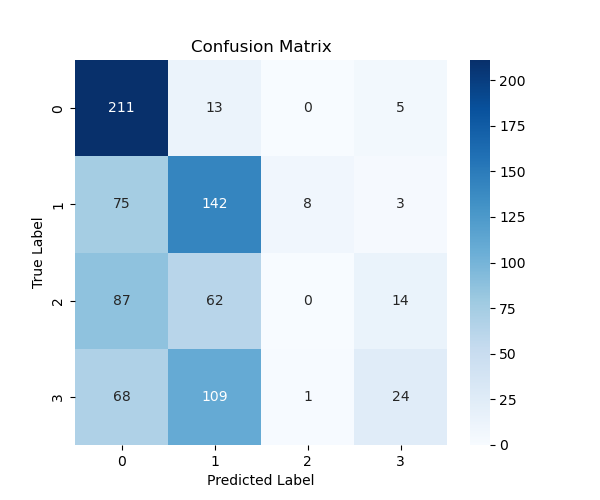 Confusion Matrix
0 211 13 0 5
1 75 142 8 3
2 87 62 0 14
3 68 109 1 24
0 1 2 3
Predicted Label
True Label
200
175
150
125
100
75
50
25
0